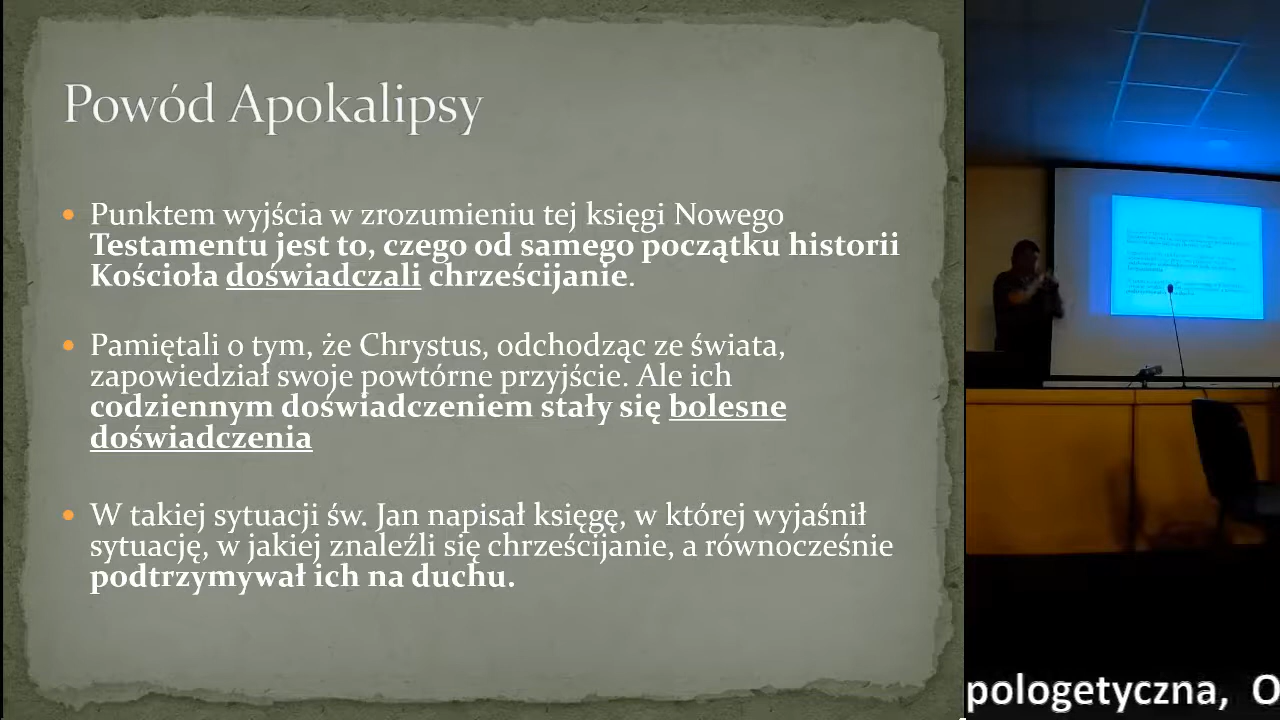 Powód Apokalipsy
Punktem wyjścia w zrozumieniu tej księgi Nowego
Testamentu jest to, czego od samego początku historii
Kościoła doświadczali chrześcijanie.
Pamiętali o tym, że Chrystus, odchodząc ze świata,
zapowiedział swoje powtórne przyjście. Ale ich
codziennym doświadczeniem stały się bolesne
doświadczenia
W takiej sytuacji św. Jan napisał księgę, w której wyjaśnił
sytuację, w jakiej znaleźli się chrześcijanie, a równocześnie
podtrzymywał ich na duchu.
pologetyczna, O